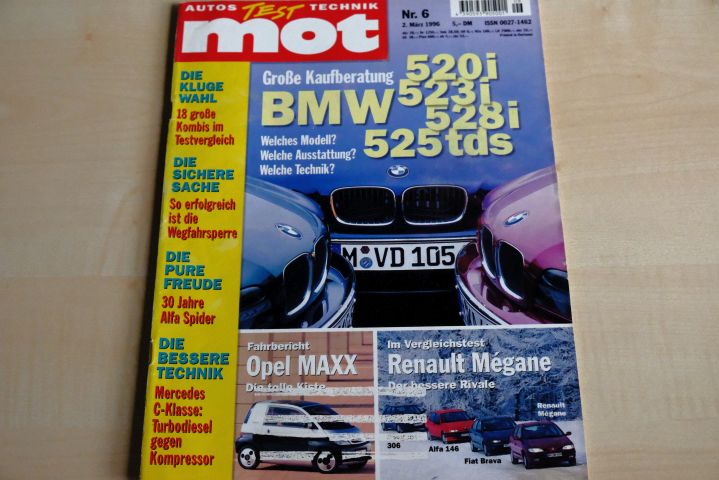 AUTOS TEST TECHNIK
mot
Nr. 6
2. März 1996
5,- DM
ISSN 0027-1462
DIE
KLUGE
WAHL
18 große
Kombis im
Testvergleich
DIE
SICHERE
SACHE
So erfolgreich
ist die
Wegfahrsperre
DIE
PURE
FREUDE
30 Jahre
Alfa Spider
DIE
BESSERE
TECHNIK
Mercedes
C-Klasse:
Turbodiesel
gegen
Kompressor
Große Kaufberatung
BMW
520i
523i
528i
525tds
Welches Modell?
Welche Ausstattung?
Welche Technik?
M VD 105
Fahrbericht
Opel MAXX
Die tolle Kiste
Im Vergleichstest
Renault Mégane
Der bessere Rivale
306
Alfa 146
Fiat Brava
Renault
Mégane